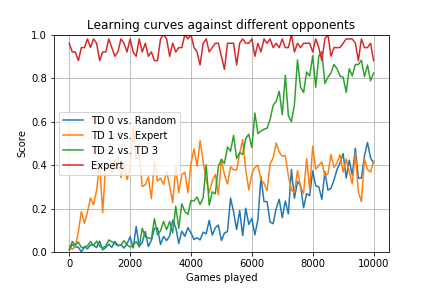 Learning curves against different opponents
1.0
0.8
0.6
0.4
0.2
0.0
Score
TD 0 vs. Random
TD 1 vs. Expert
TD 2 vs. TD 3
Expert
0
2000
4000
6000
8000
10000
Games played